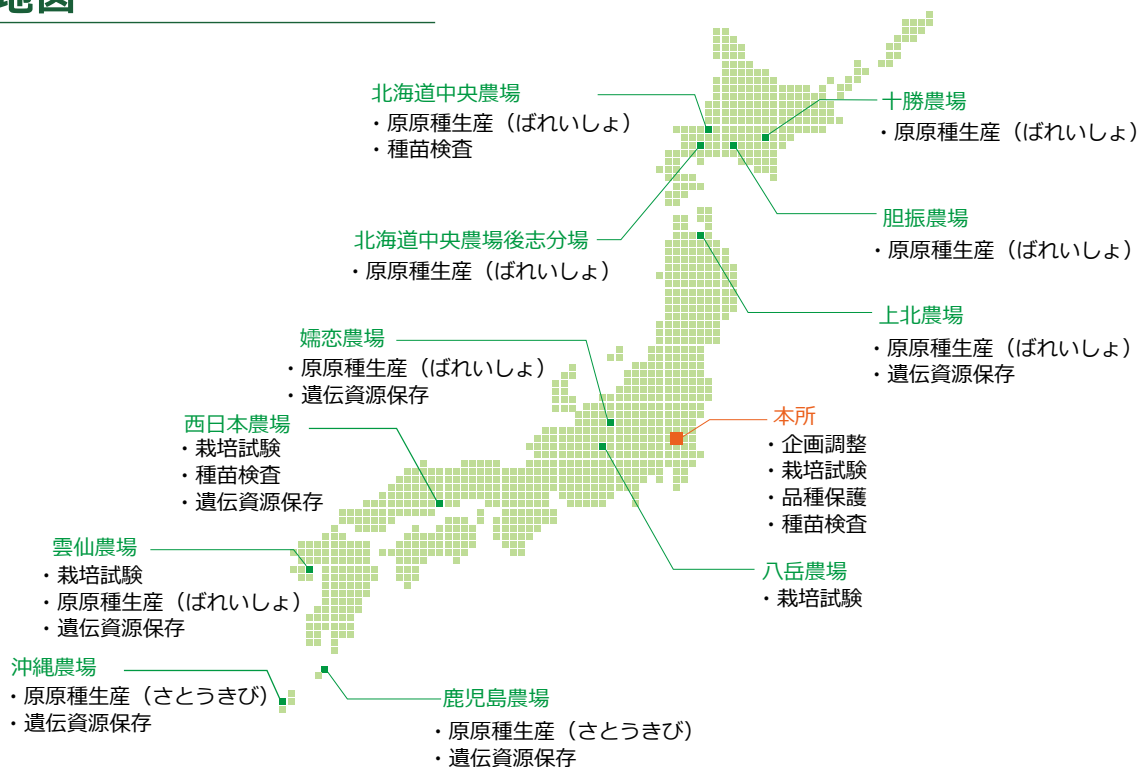 地図
北海道中央農場
・原原種生産（ばれいしょ）
・種苗検査
十勝農場
・原原種生産（ばれいしょ）
北海道中央農場後志分場
・原原種生産（ばれいしょ）
胆振農場
・原原種生産（ばれいしょ）
上北農場
・原原種生産（ばれいしょ）
・遺伝資源保存
嬬恋農場
・原原種生産（ばれいしょ）
・遺伝資源保存
西日本農場
・栽培試験
・種苗検査
・遺伝資源保存
本所
・企画調整
・栽培試験
・品種保護
・種苗検査
雲仙農場
・栽培試験
・原原種生産（ばれいしょ）
・遺伝資源保存
八岳農場
・栽培試験
沖縄農場
・原原種生産（さとうきび）
・遺伝資源保存
鹿児島農場
・原原種生産（さとうきび）
・遺伝資源保存